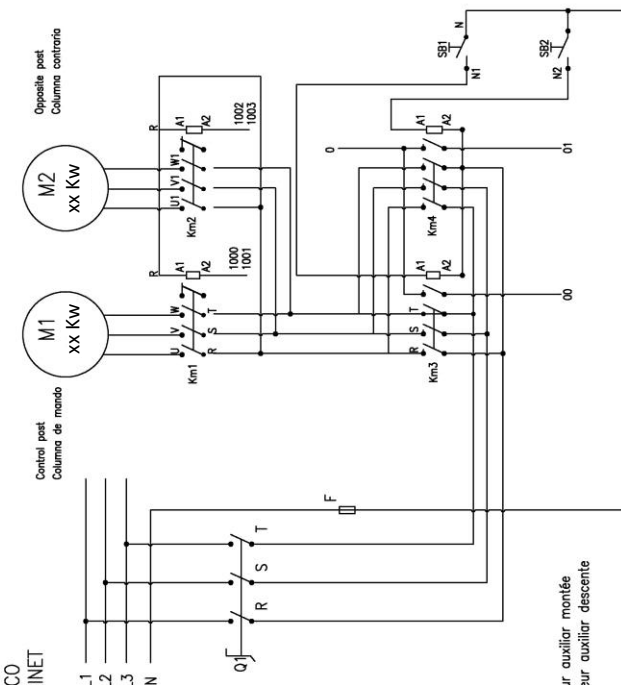 Opposite post
Columna contraria
M2
xx Kw
Control post
Columna de mando
M1
xx Kw
U1
V1
W1
Km2
R
A1
A2
1002
1003
U
V
W
Km1
R
S
T
R
A1
A2
1000
1001
SB1
N
N1
SB2
N2
0
A1
A2
Km4
01
A1
A2
R
S
T
Km3
00
CO
INET
L1
L2
L3
N
F
Q1
R
S
T
ur auxiliar montée
eur auxiliar descente